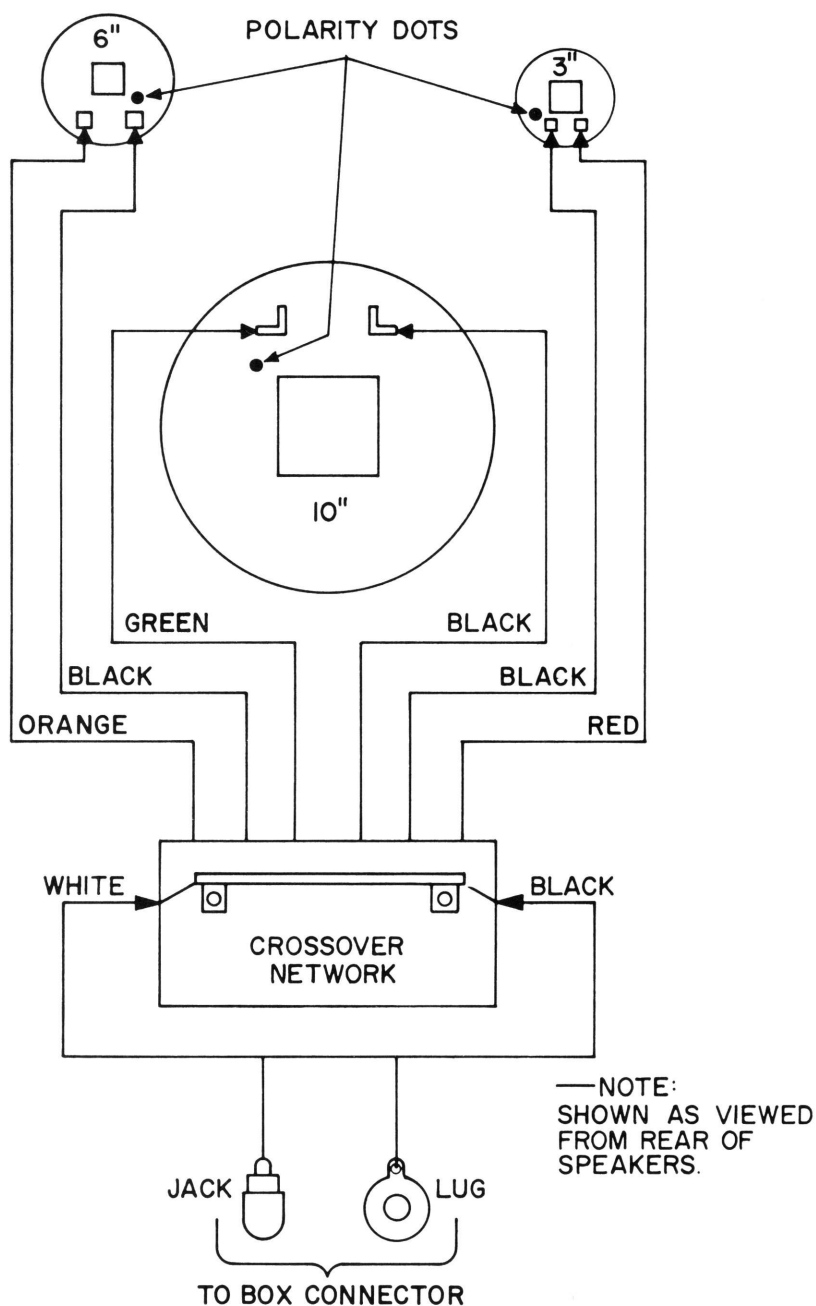 POLARITY DOTS
6"
3"
10"
GREEN
BLACK
BLACK
BLACK
ORANGE
RED
WHITE
BLACK
CROSSOVER
NETWORK
—NOTE:
SHOWN AS VIEWED
FROM REAR OF
SPEAKERS.
JACK
LUG
TO BOX CONNECTOR